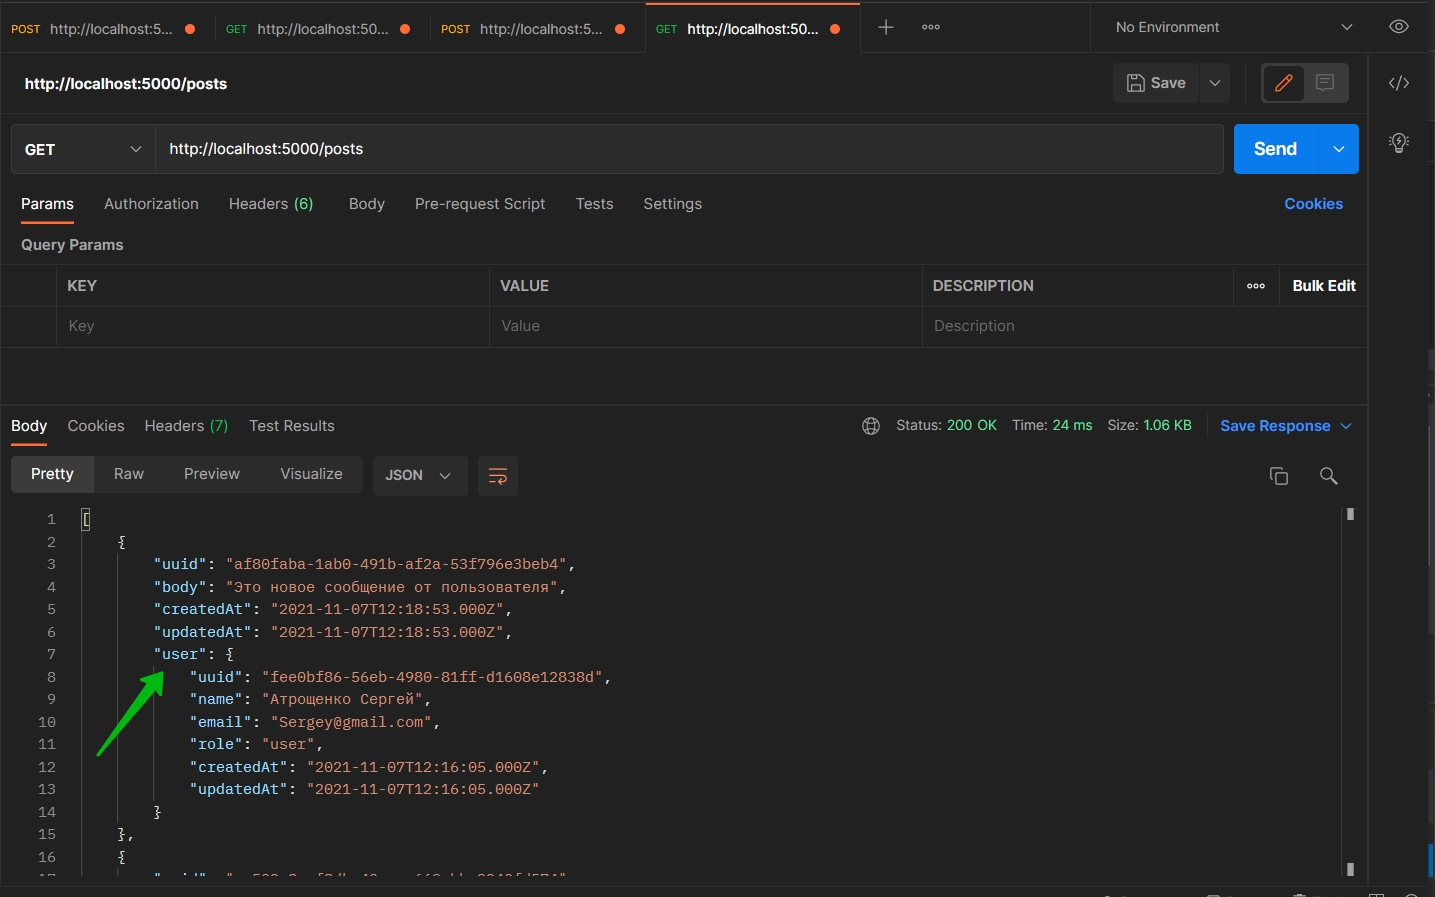 POST http://localhost:5... GET http://localhost:50... POST http://localhost:5... GET http://localhost:50... No Environment
http://localhost:5000/posts Save
GET http://localhost:5000/posts Send
Params Authorization Headers (6) Body Pre-request Script Tests Settings Cookies
Query Params
KEY VALUE DESCRIPTION Bulk Edit
Key Value Description
Body Cookies Headers (7) Test Results Status: 200 OK Time: 24 ms Size: 1.06 KB Save Response
Pretty Raw Preview Visualize JSON
1 [
2 {
3 "uuid": "af80faba-1ab0-491b-af2a-53f796e3beb4",
4 "body": "Это новое сообщение от пользователя",
5 "createdAt": "2021-11-07T12:18:53.000Z",
6 "updatedAt": "2021-11-07T12:18:53.000Z",
7 "user": {
8 "uuid": "fee0bf86-56eb-4980-81ff-d1608e12838d",
9 "name": "Атрощенко Сергей",
10 "email": "Sergey@gmail.com",
11 "role": "user",
12 "createdAt": "2021-11-07T12:16:05.000Z",
13 "updatedAt": "2021-11-07T12:16:05.000Z"
14 }
15 },
16 {